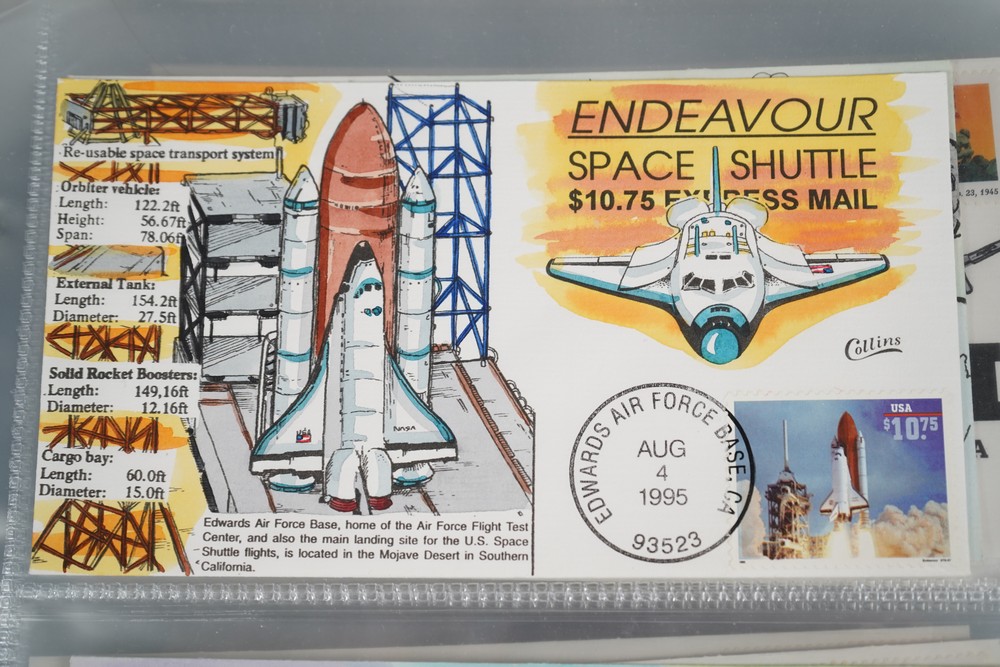 Re-usable space transport system
Orbiter vehicle:
Length: 122.2ft
Height: 56.67ft
Span: 78.06ft
External Tank:
Length: 154.2ft
Diameter: 27.5ft
Solid Rocket Boosters:
Length: 149,16ft
Diameter: 12.16ft
Cargo bay:
Length: 60.0ft
Diameter: 15.0ft
NASA
Edwards Air Force Base, home of the Air Force Flight Test
Center, and also the main landing site for the U.S. Space
Shuttle flights, is located in the Mojave Desert in Southern
California.
ENDEAVOUR
SPACE SHUTTLE
$10.75 EXPRESS MAIL
Collins
EDWARDS AIR FORCE BASE, CA
AUG
4
1995
93523
USA
$10.75
23, 1945
A